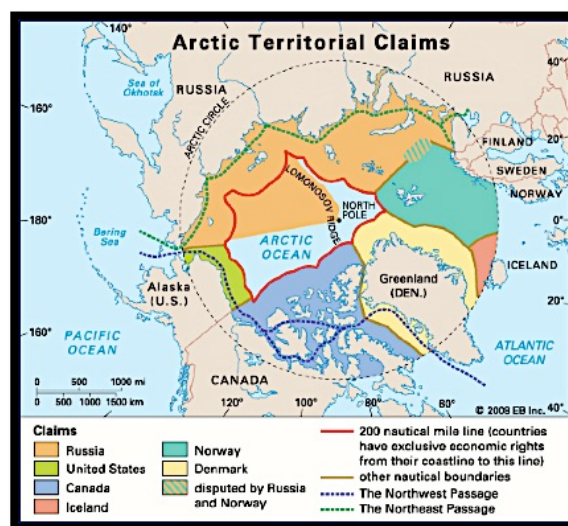 Arctic Territorial Claims
140°
RUSSIA
40°
Sea of
Okhotsk
RUSSIA
160°
20°
ARCTIC CIRCLE
FINLAND
SWEDEN
NORWAY
LOMONOSOV RIDGE
NORTH
POLE
180°
0°
Bering
Sea
ARCTIC
OCEAN
ICELAND
Greenland
(DEN.)
Alaska
(U.S.)
20°
160°
PACIFIC
OCEAN
ATLANTIC
OCEAN
CANADA
0 500 1000 mi
0 500 1000 1500 km
120°
100°
80°
60°
40°
© 2009 EB Inc.
Claims
Russia
United States
Canada
Iceland
Norway
Denmark
disputed by Russia
and Norway
200 nautical mile line (countries
have exclusive economic rights
from their coastline to this line)
other nautical boundaries
The Northwest Passage
The Northeast Passage